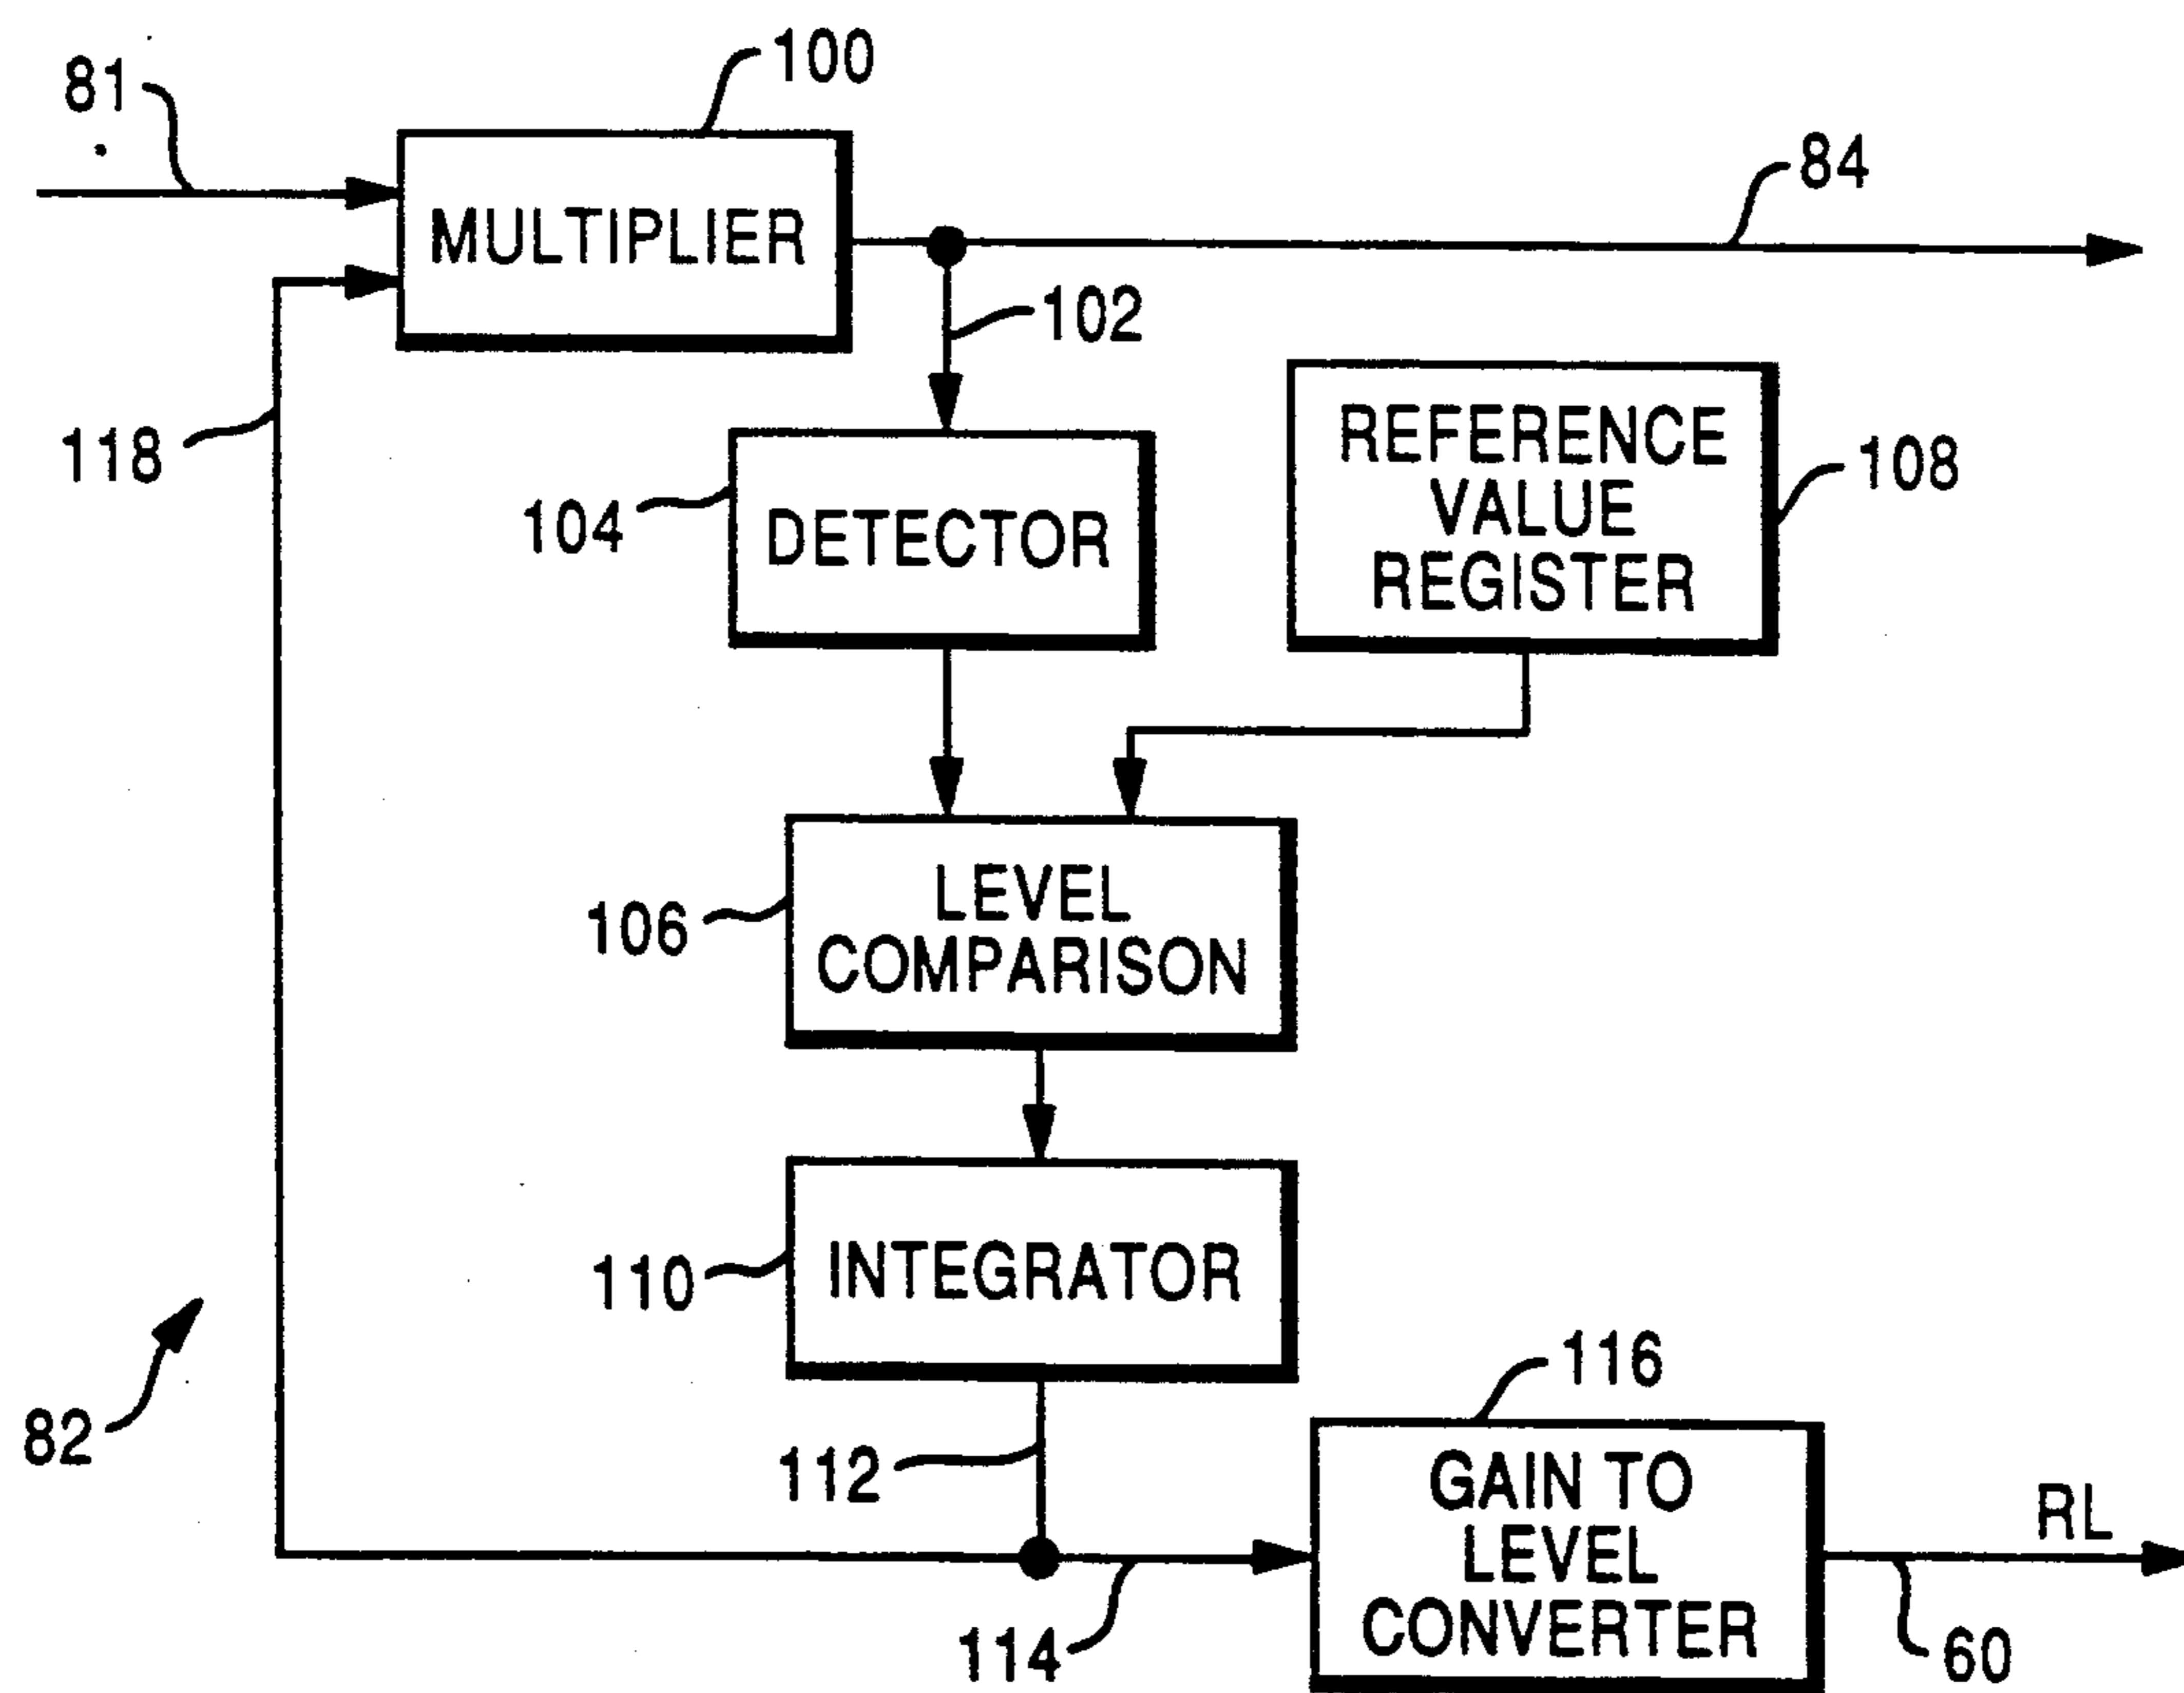 100
81
MULTIPLIER
84
102
118
REFERENCE
VALUE
REGISTER
108
104
DETECTOR
106
LEVEL
COMPARISON
110
INTEGRATOR
82
112
116
GAIN TO
LEVEL
CONVERTER
RL
114
60